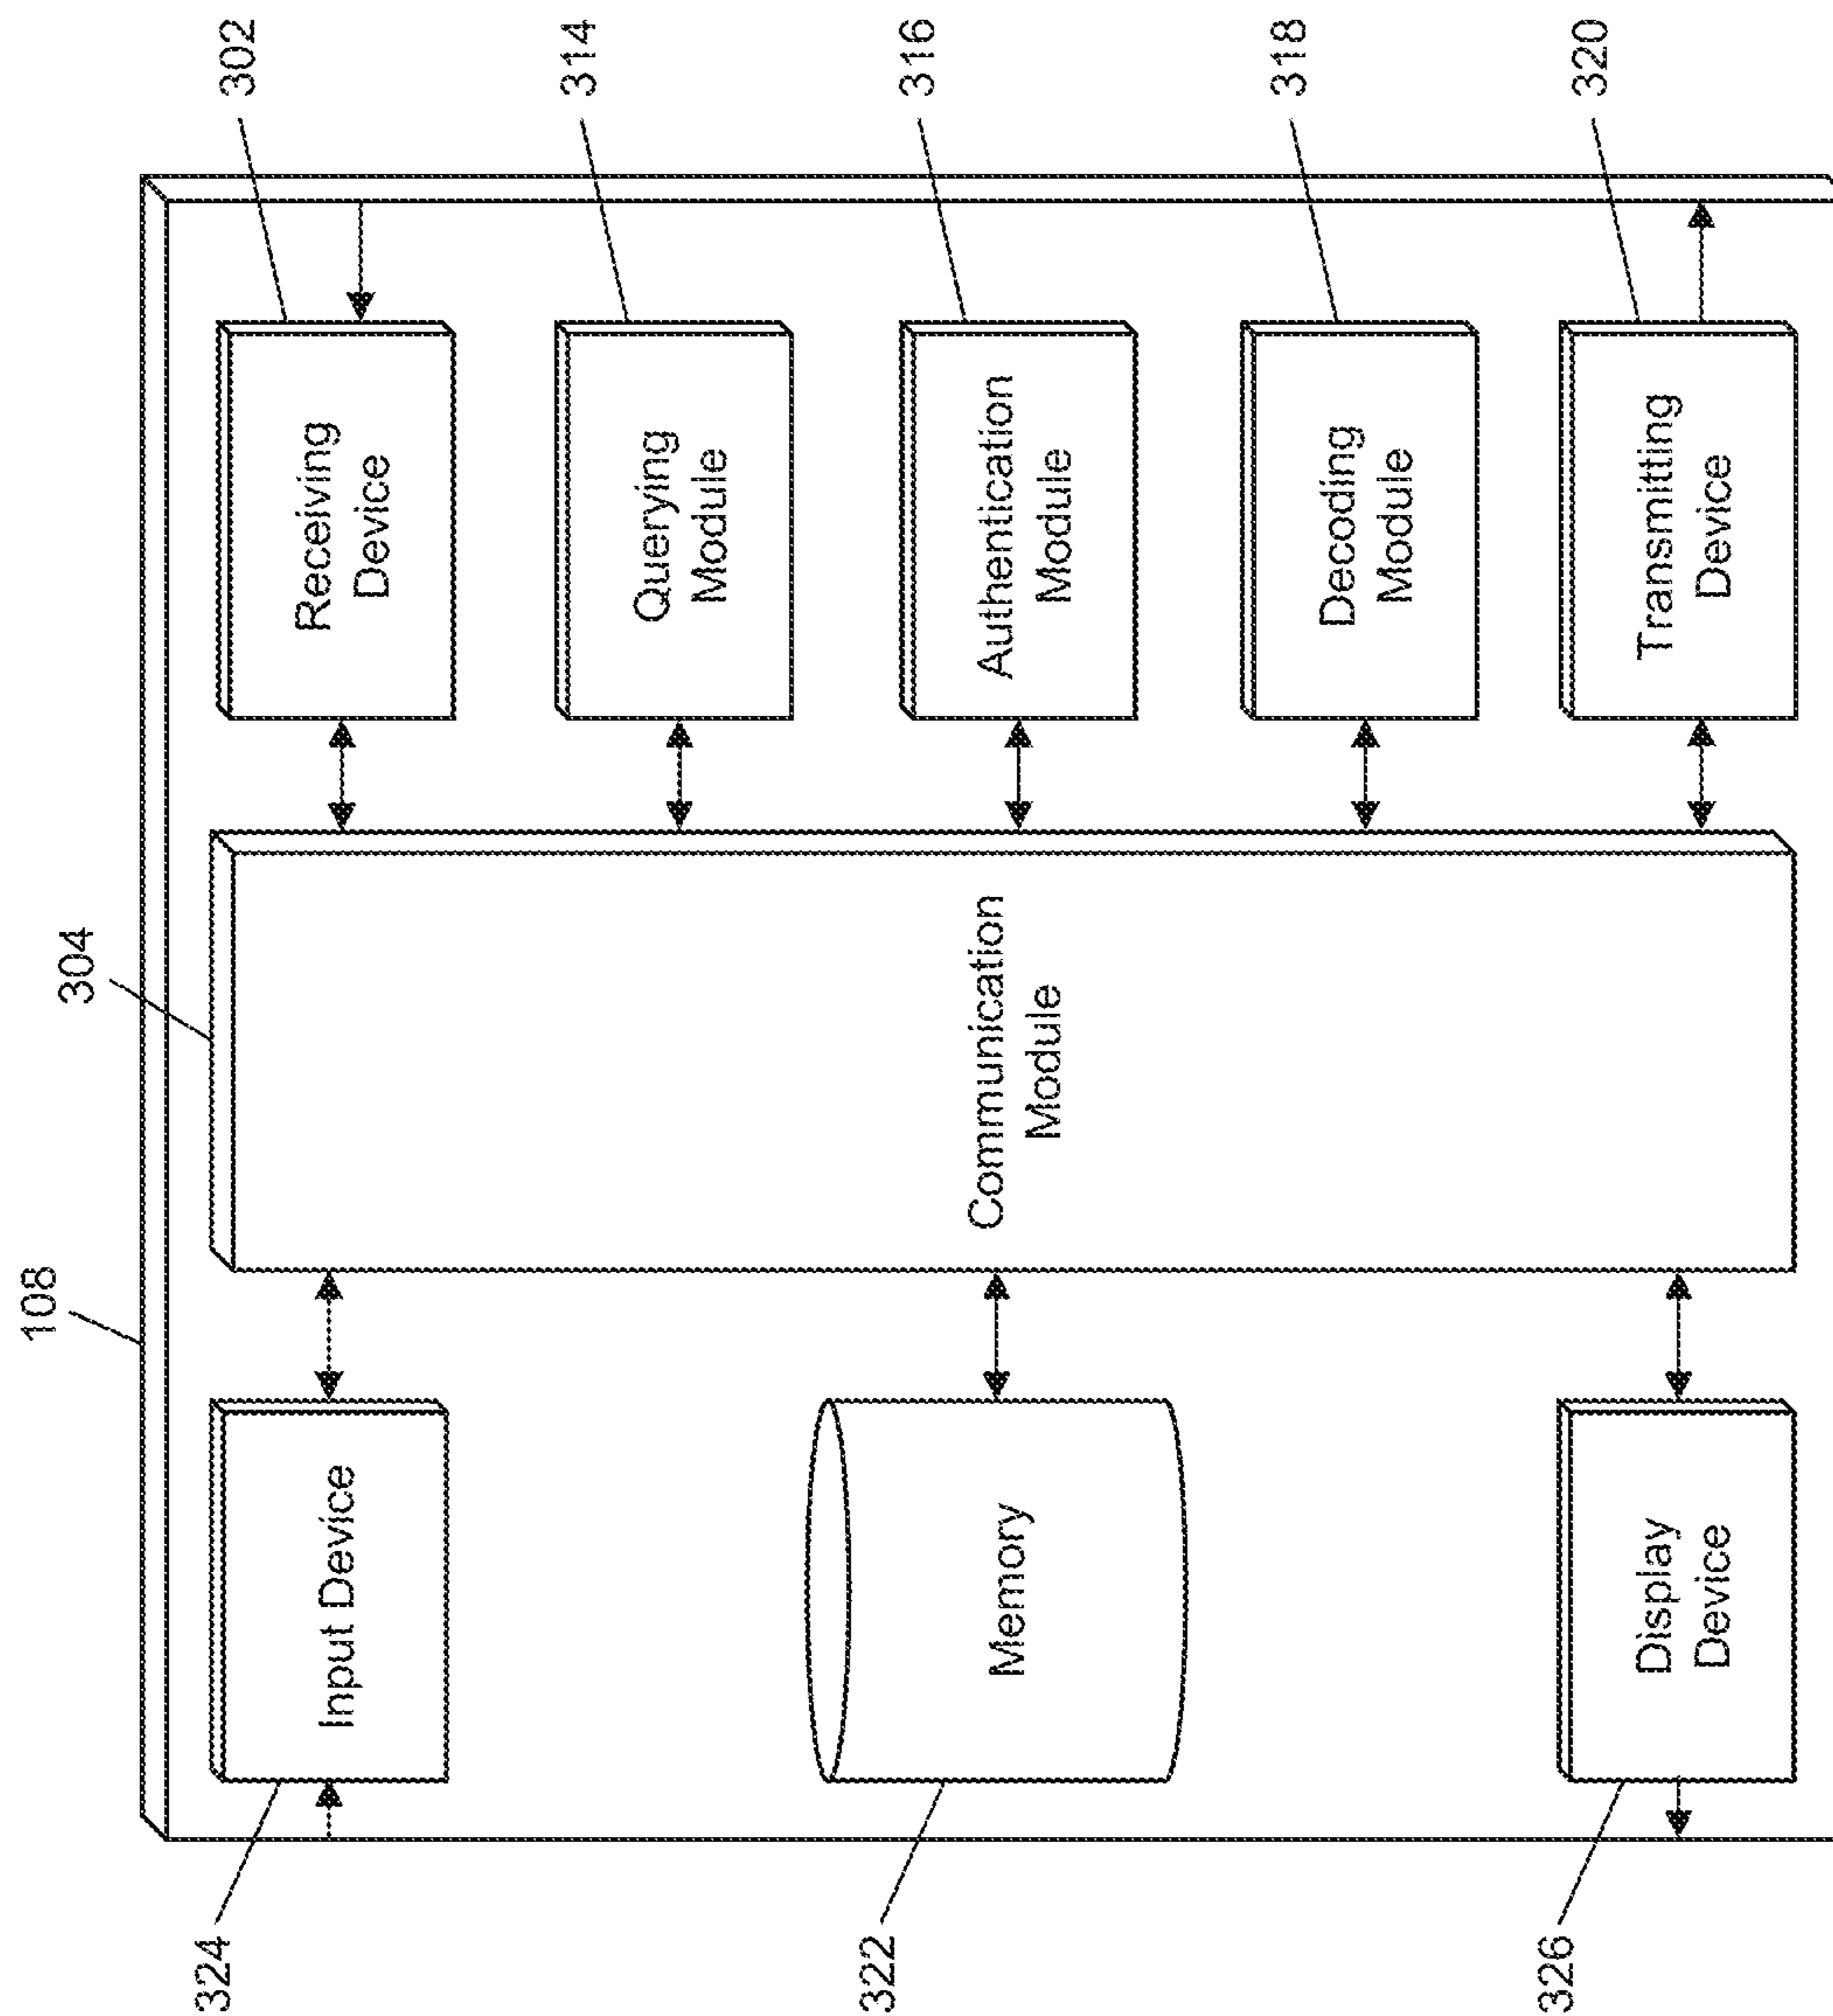 108
304
302
314
316
318
320
324
322
326
Input Device
Memory
Display
Device
Communication
Module
Receiving
Device
Querying
Module
Authentication
Module
Decoding
Module
Transmitting
Device